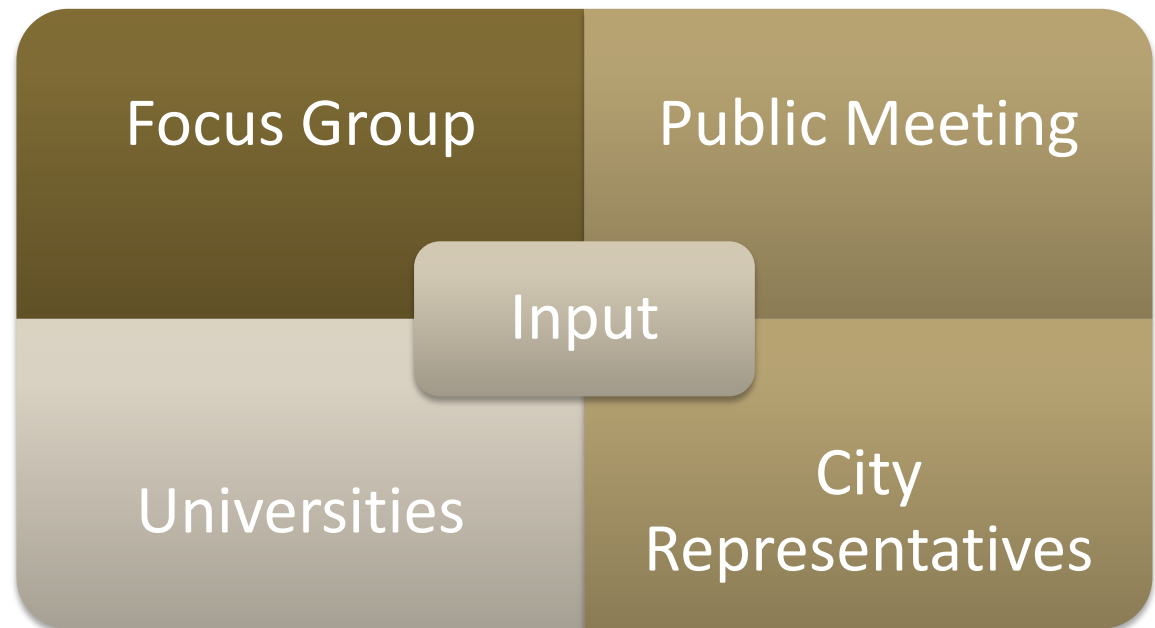 Focus Group
Public Meeting
Input
Universities
City
Representatives